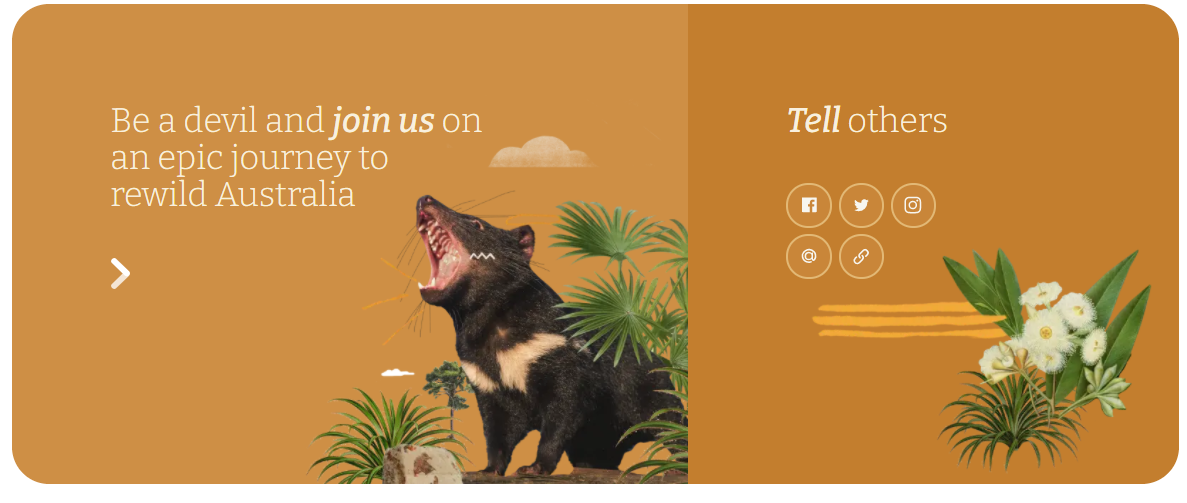 Be a devil and join us on
an epic journey to
rewild Australia
Tell others